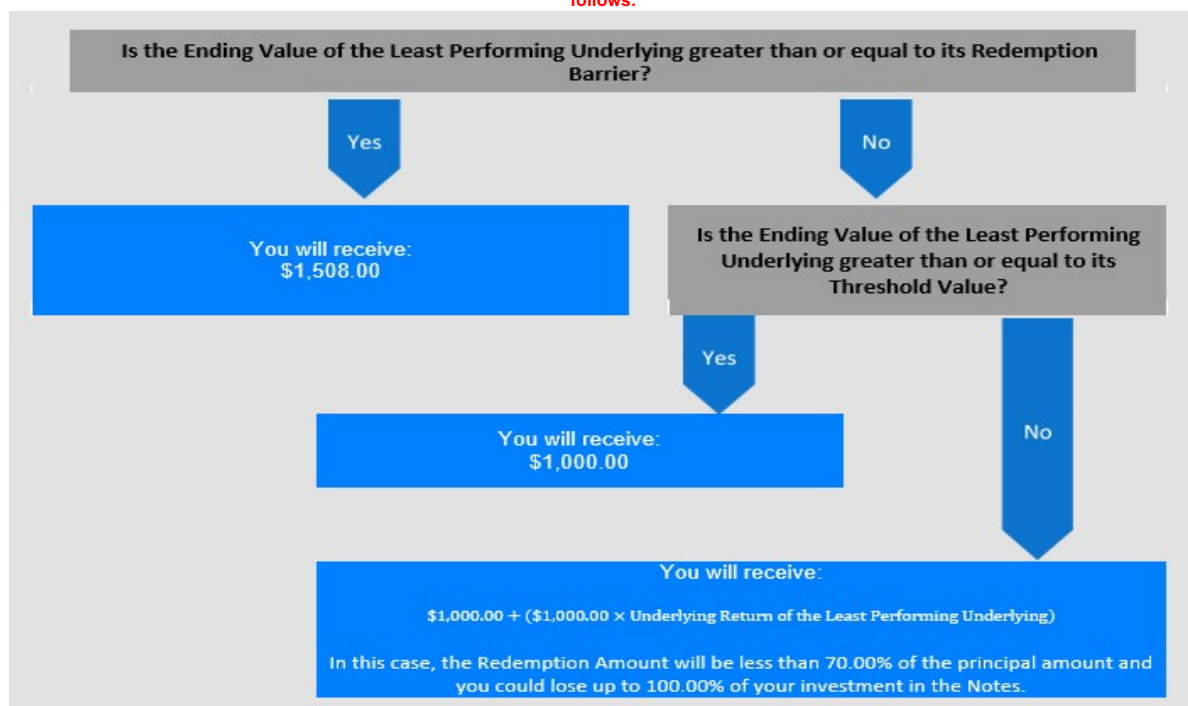 follows:
Is the Ending Value of the Least Performing Underlying greater than or equal to its Redemption
Barrier?
Yes
No
You will receive:
$1,508.00
Is the Ending Value of the Least Performing
Underlying greater than or equal to its
Threshold Value?
Yes
You will receive:
$1,000.00
No
You will receive:
$1,000.00 + ($1,000.00 × Underlying Return of the Least Performing Underlying)
In this case, the Redemption Amount will be less than 70.00% of the principal amount and
you could lose up to 100.00% of your investment in the Notes.